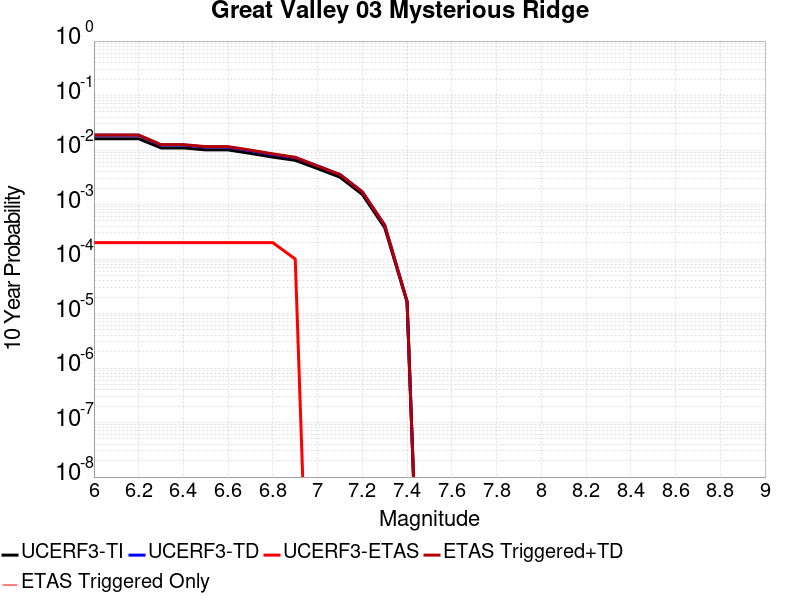 Great Valley 03 Mysterious Ridge
10^0
10^-1
10^-2
10^-3
10^-4
10^-5
10^-6
10^-7
10^-8
10 Year Probability
6 6.2 6.4 6.6 6.8 7 7.2 7.4 7.6 7.8 8 8.2 8.4 8.6 8.8 9
Magnitude
UCERF3-TI UCERF3-TD UCERF3-ETAS ETAS Triggered+TD
ETAS Triggered Only